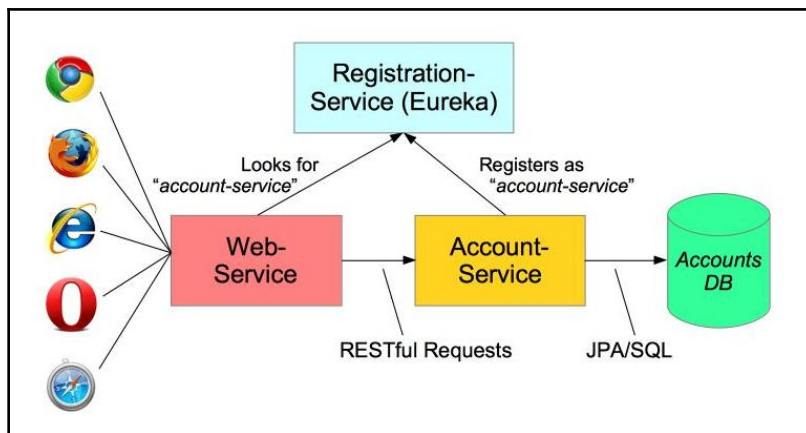 Registration-
Service (Eureka)
Looks for
“account-service”
Registers as
“account-service”
Web-
Service
Account-
Service
Accounts
DB
RESTful Requests
JPA/SQL